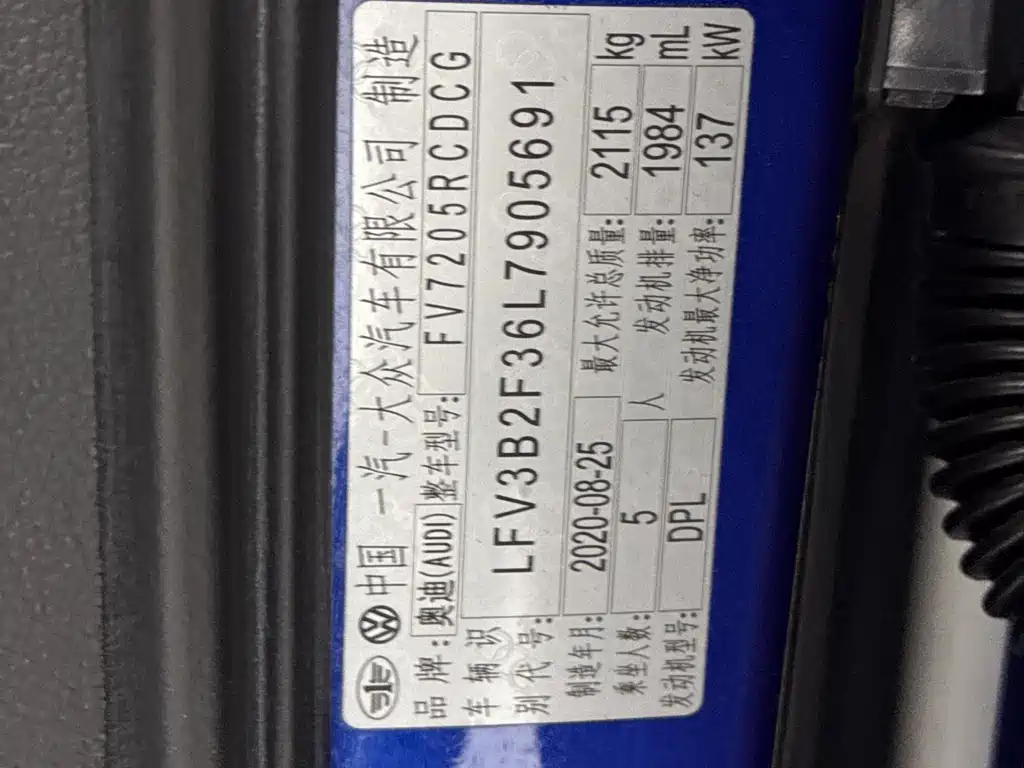 中国 一汽-大众汽车有限公司 制造
品牌: 奥迪(AUDI) 整车型号: FV7205RCDCG
车辆识别代号: LFV3B2F36L7905691
制造年月: 2020-08-25 最大允许总质量: 2115 kg
乘坐人数: 5 人 发动机排量: 1984 mL
发动机型号: DPL 发动机最大净功率: 137 kW